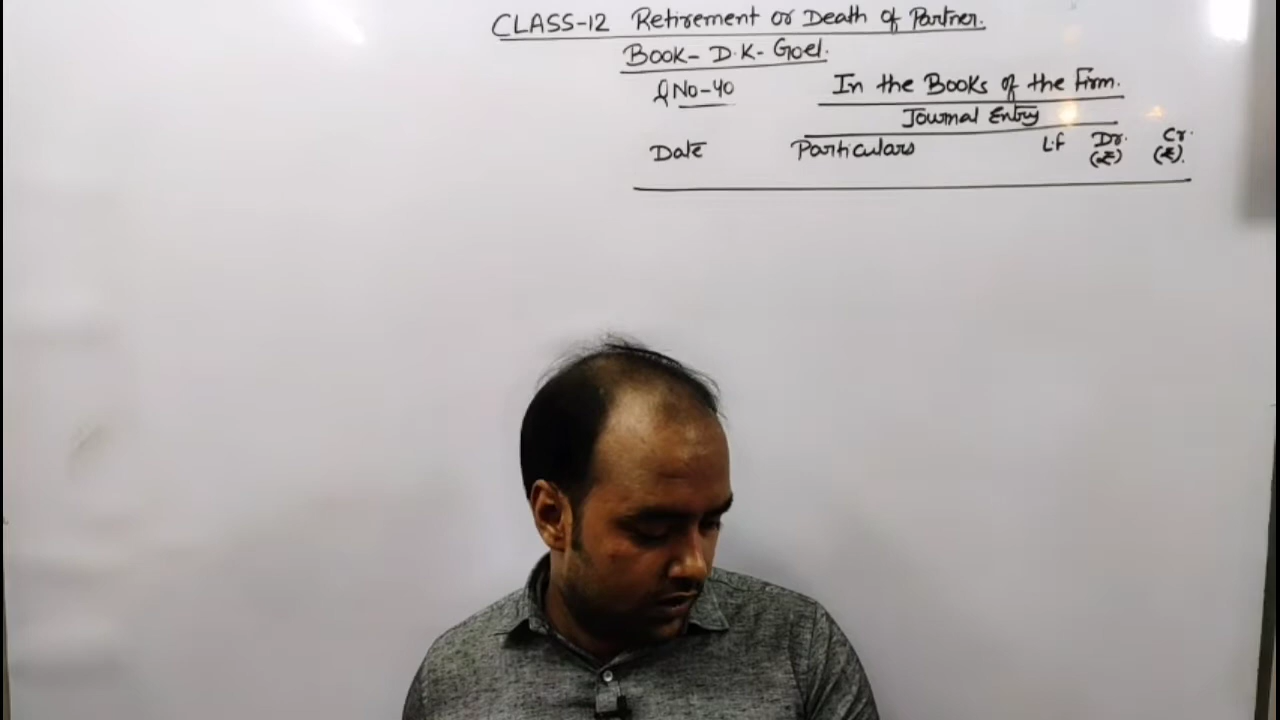 CLASS-12 Retirement or Death of Partner.
Book- D.K- Goel.
Q No-40 In the Books of the Firm.
Journal Entry
Date Particulars L.f Dr. (₹) Cr. (₹).